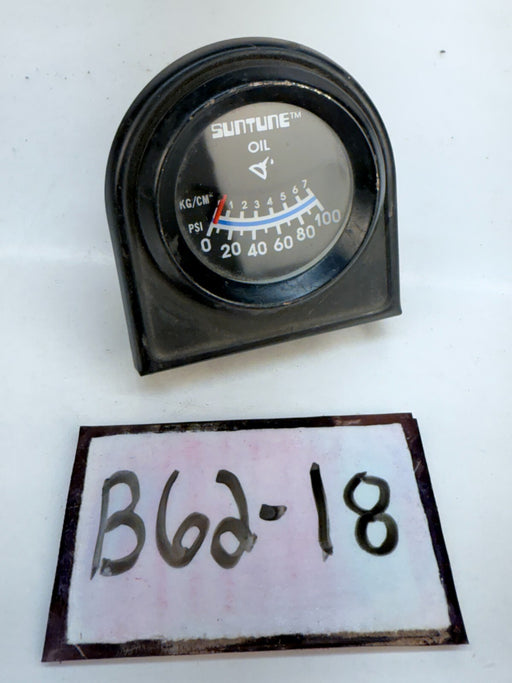 SUNTUNE™
OIL
KG/CM² 1 2 3 4 5 6 7
PSI
0 20 40 60 80 100
B62-18